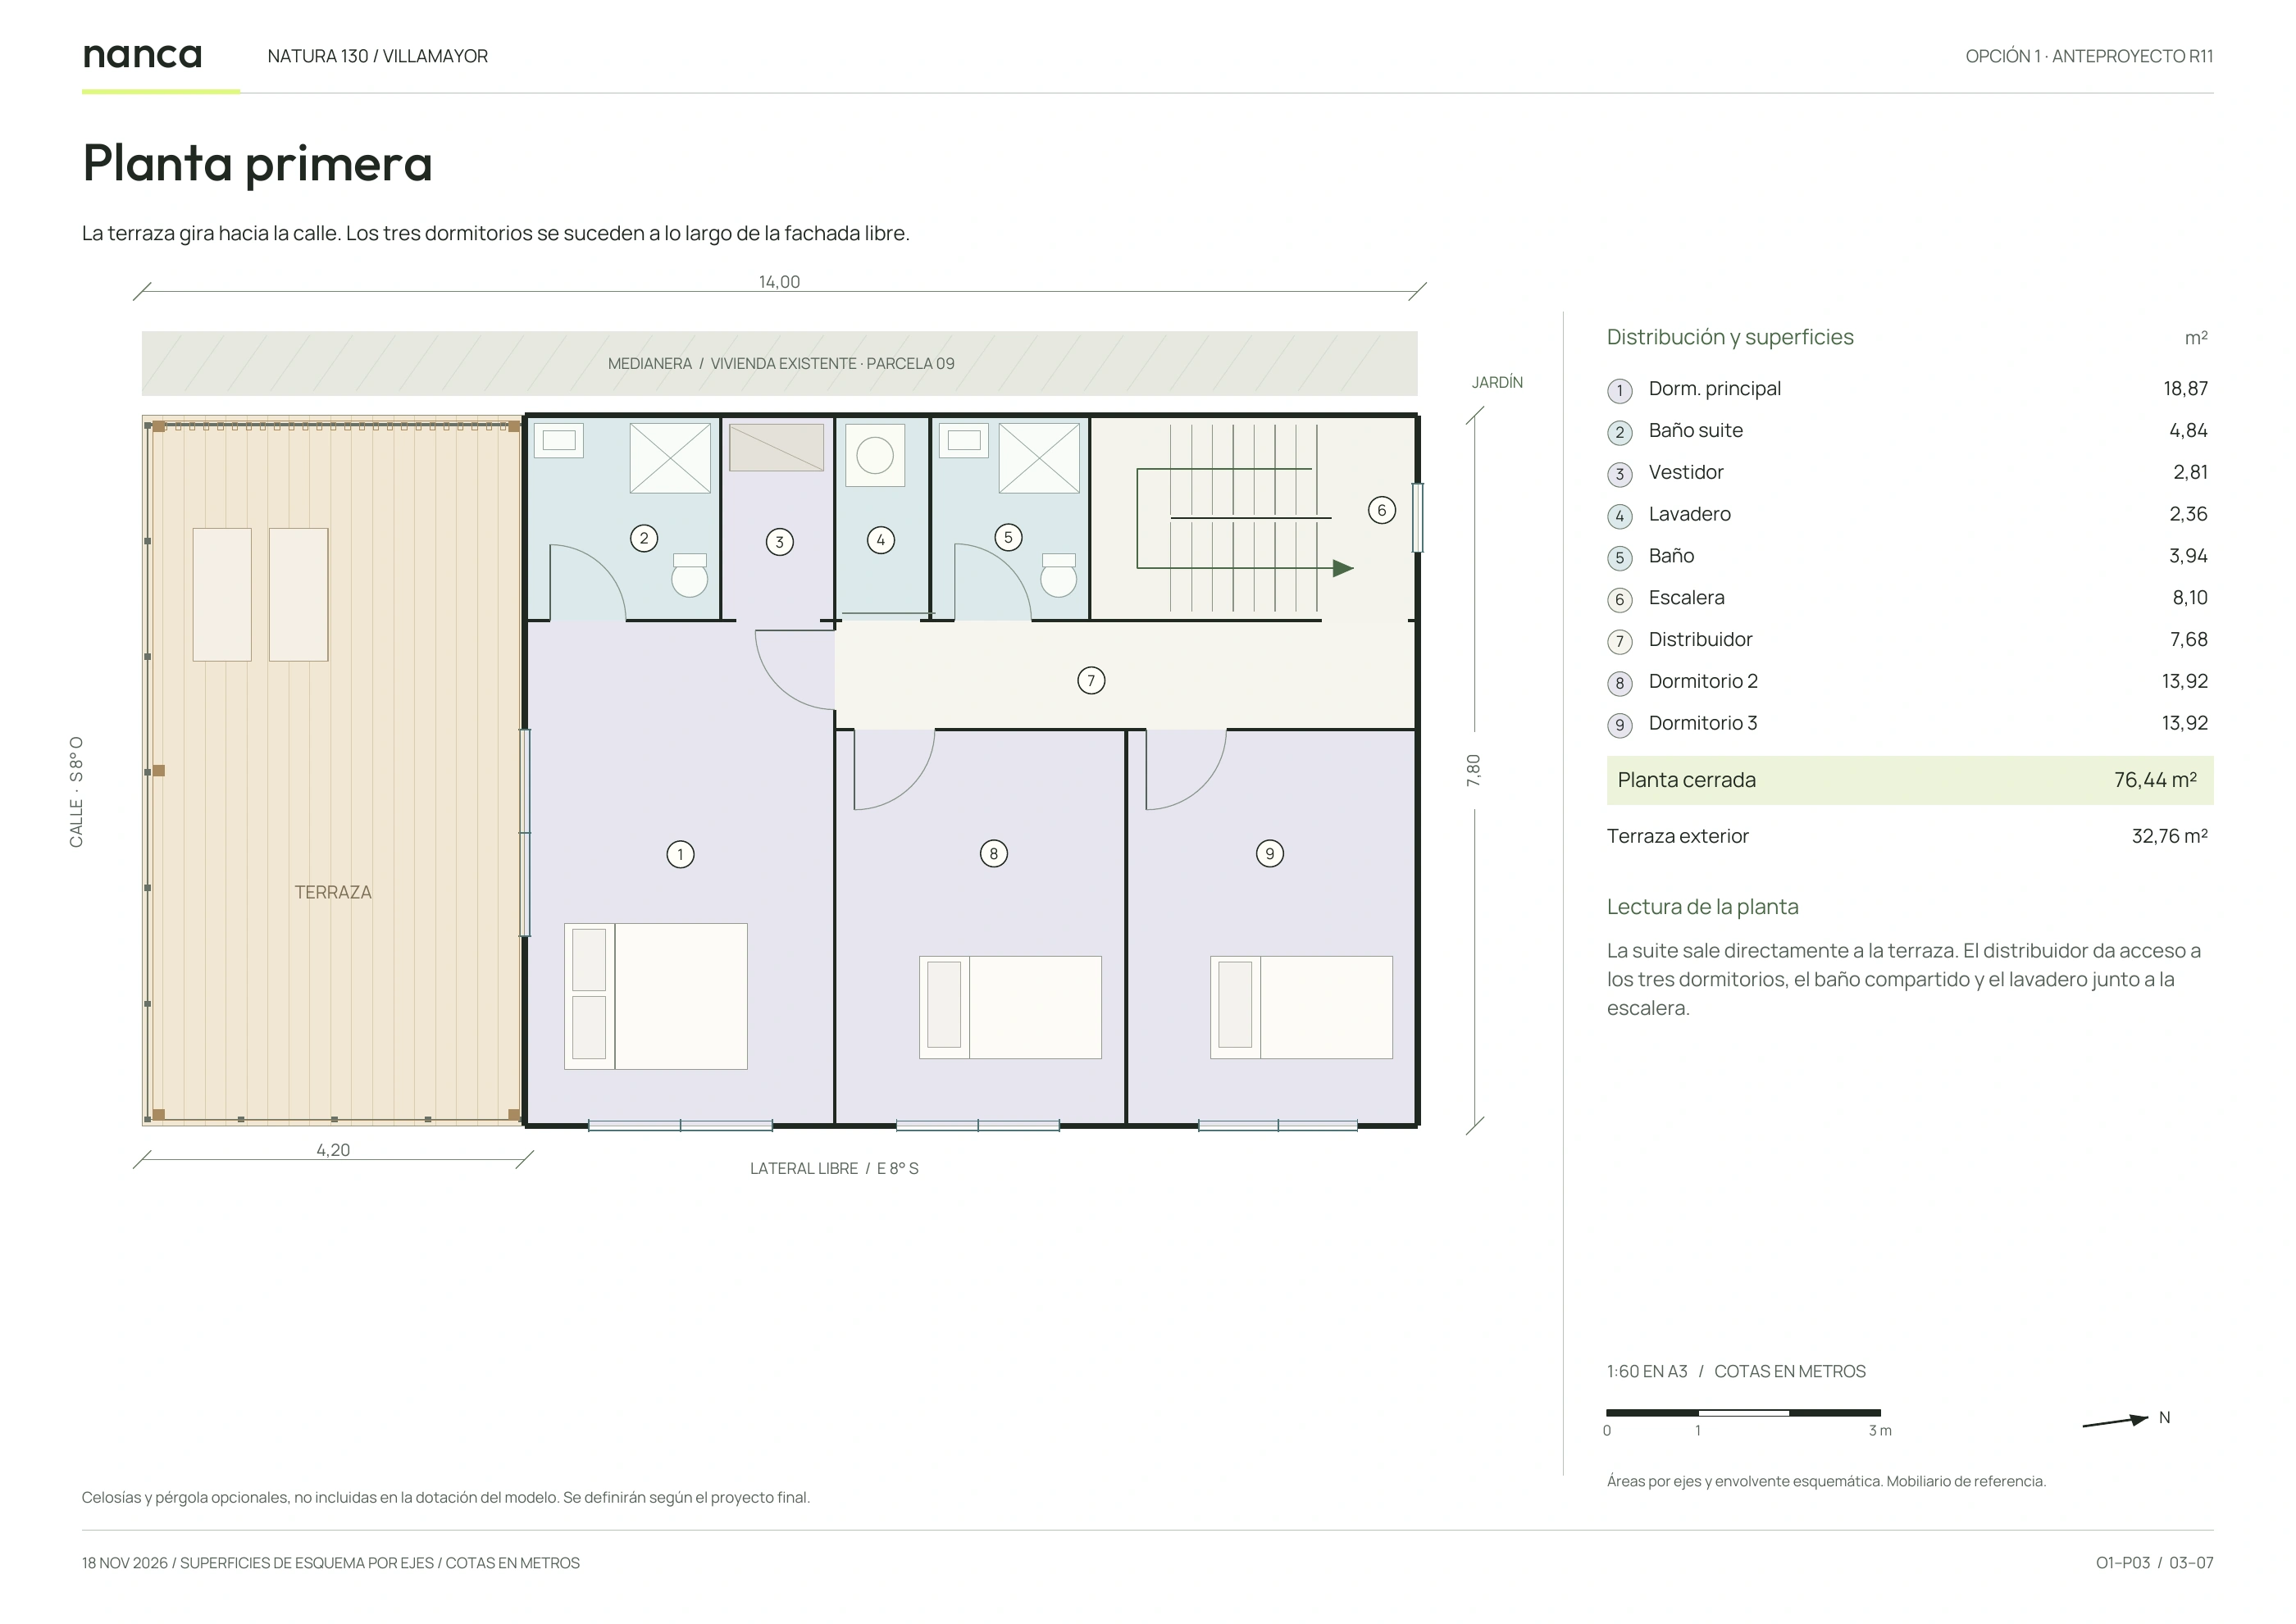 nanca
NATURA 130 / VILLAMAYOR
OPCIÓN 1 · ANTEPROYECTO R11
Planta primera
La terraza gira hacia la calle. Los tres dormitorios se suceden a lo largo de la fachada libre.
14,00
MEDIANERA / VIVIENDA EXISTENTE · PARCELA 09
JARDÍN
2
3
4
5
6
7
1
8
9
TERRAZA
CALLE · S 8° O
7,80
4,20
LATERAL LIBRE / E 8° S
Distribución y superficies m²
1 Dorm. principal 18,87
2 Baño suite 4,84
3 Vestidor 2,81
4 Lavadero 2,36
5 Baño 3,94
6 Escalera 8,10
7 Distribuidor 7,68
8 Dormitorio 2 13,92
9 Dormitorio 3 13,92
Planta cerrada 76,44 m²
Terraza exterior 32,76 m²
Lectura de la planta
La suite sale directamente a la terraza. El distribuidor da acceso a
los tres dormitorios, el baño compartido y el lavadero junto a la
escalera.
1:60 EN A3 / COTAS EN METROS
0 1 3 m
N
Áreas por ejes y envolvente esquemática. Mobiliario de referencia.
Celosías y pérgola opcionales, no incluidas en la dotación del modelo. Se definirán según el proyecto final.
18 NOV 2026 / SUPERFICIES DE ESQUEMA POR EJES / COTAS EN METROS
O1-P03 / 03-07